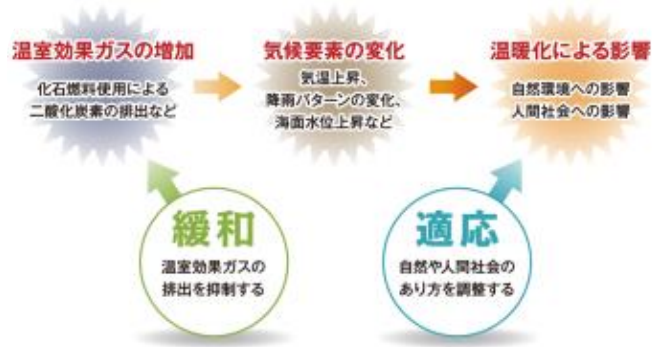 温室効果ガスの増加
化石燃料使用による
二酸化炭素の排出など
気候要素の変化
気温上昇、
降雨パターンの変化、
海面水位上昇など
温暖化による影響
自然環境への影響
人間社会への影響
緩和
温室効果ガスの
排出を抑制する
適応
自然や人間社会の
あり方を調整する